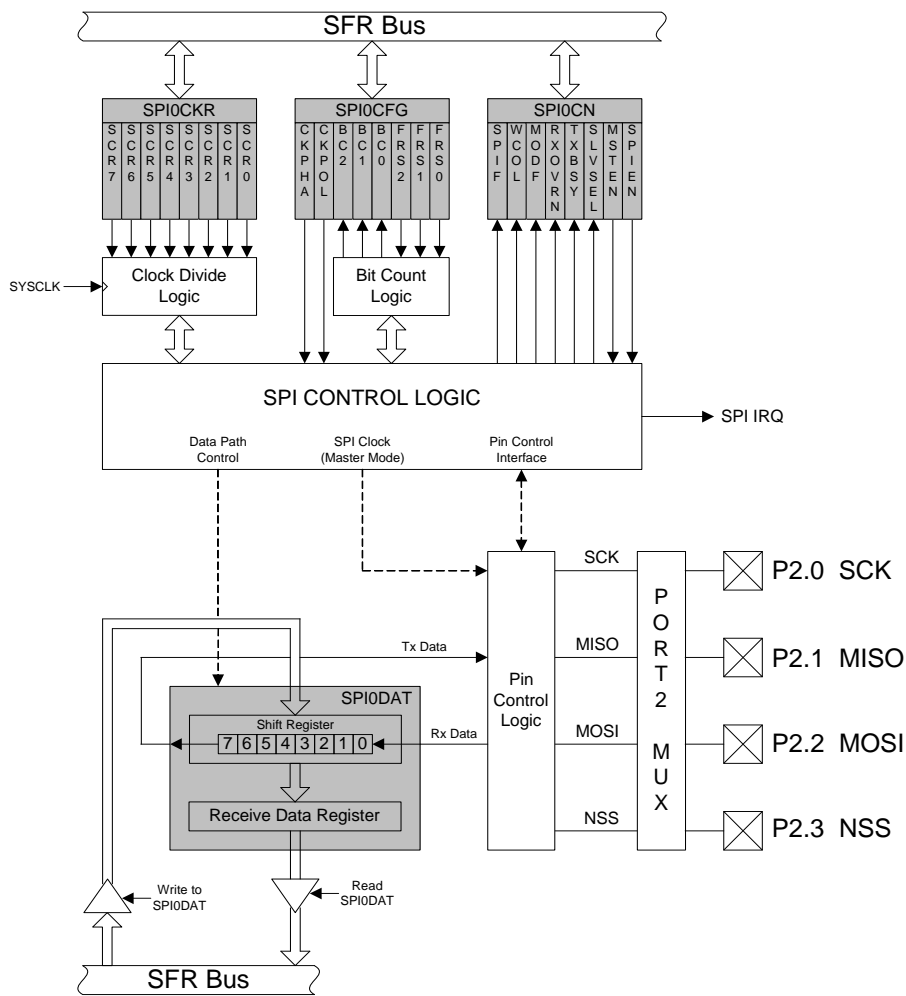 SFR Bus
SPI0CKR
SCR7
SCR6
SCR5
SCR4
SCR3
SCR2
SCR1
SCR0
SPI0CFG
CKPHA
CKPOL
BC2
BC1
BC0
FRS2
FRS1
FRS0
SPI0CN
SPIF
WCOL
MODF
RXOVRN
TXBSY
SLVSEL
MSTEN
SPIEN
SYSCLK
Clock Divide
Logic
Bit Count
Logic
SPI CONTROL LOGIC
SPI IRQ
Data Path
Control
SPI Clock
(Master Mode)
Pin Control
Interface
SCK
MISO
MOSI
NSS
Pin
Control
Logic
PORT2
MUX
P2.0 SCK
P2.1 MISO
P2.2 MOSI
P2.3 NSS
Tx Data
SPI0DAT
Shift Register
7 6 5 4 3 2 1 0
Rx Data
Receive Data Register
Write to
SPI0DAT
Read
SPI0DAT
SFR Bus